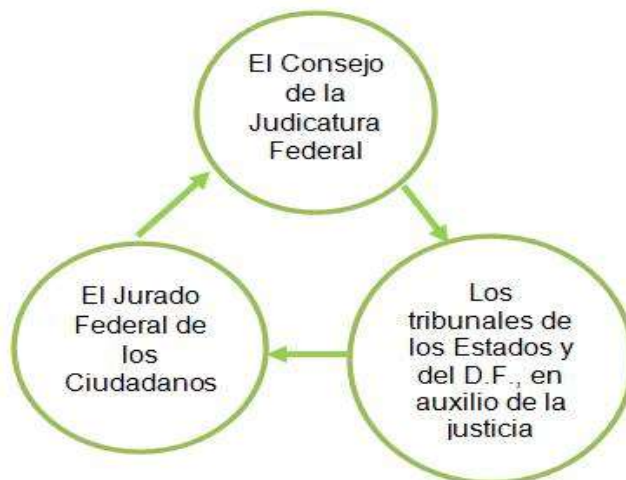 El Consejo
de la
Judicatura
Federal
El Jurado
Federal de
los
Ciudadanos
Los
tribunales de
los Estados y
del D.F., en
auxilio de la
justicia